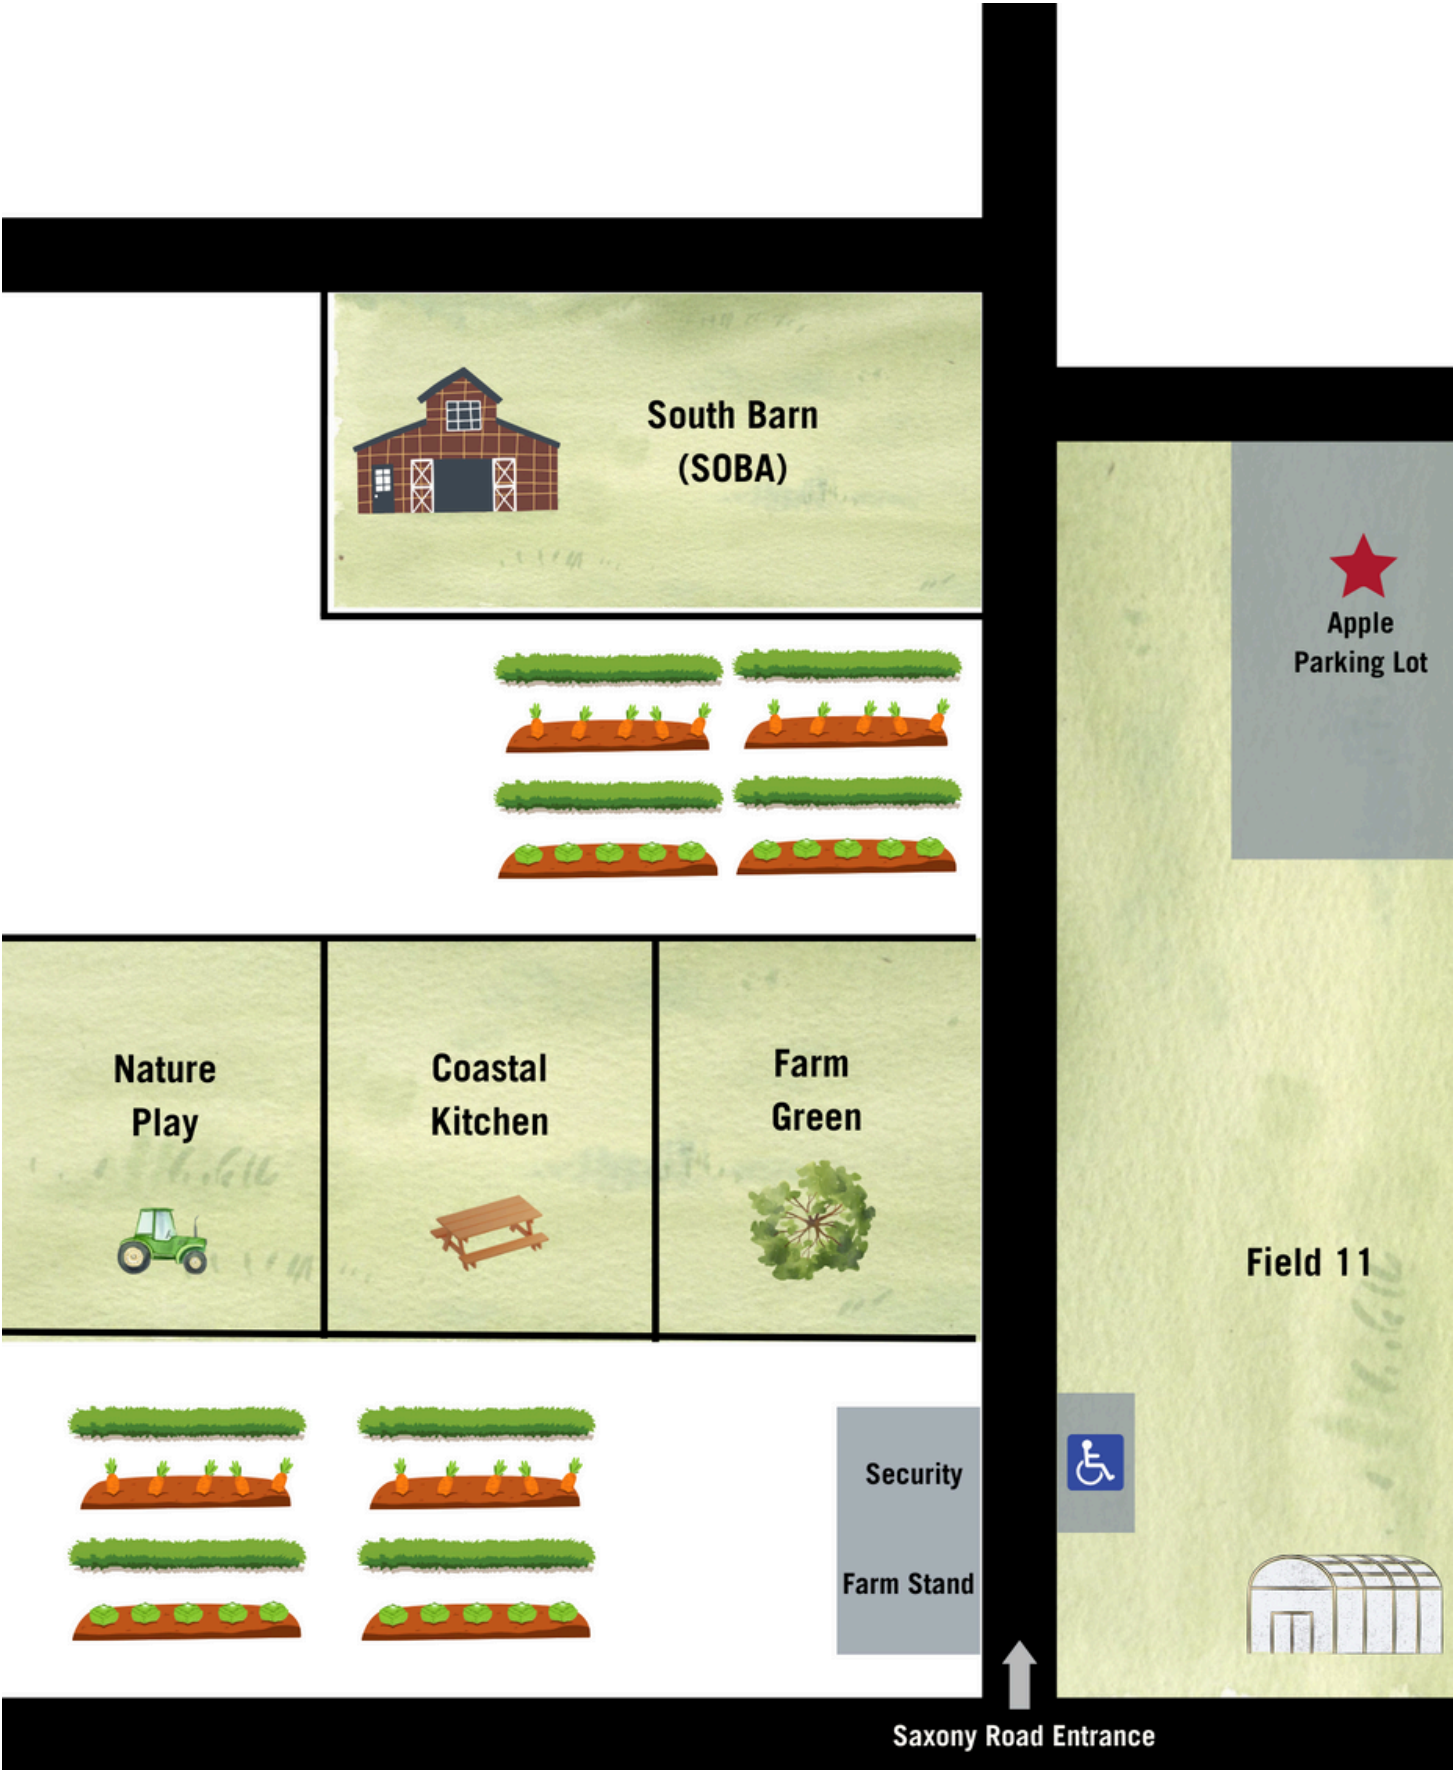 South Barn
(SOBA)
Apple
Parking Lot
Nature
Play
Coastal
Kitchen
Farm
Green
Field 11
Security
Farm Stand
Saxony Road Entrance